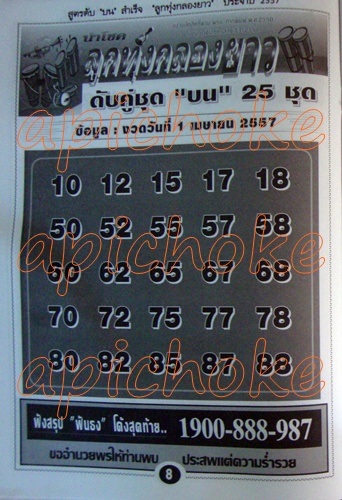 สูตรดับ "บน" สำเร็จ "ลูกทุ่งกลองยาว" ประจำปี 2557
นำโชค
ลูกทุ่งกลองยาว
ดับคู่ชุด "บน" 25 ชุด
ข้อมูล : งวดวันที่ 1 เมษายน 2557
apichoke
10 12 15 17 18
50 52 55 57 58
apichoke
60 62 65 67 68
70 72 75 77 78
80 82 85 87 88
apichoke
ฟังสรุป "ฟันธง" โค้งสุดท้าย.. 1900-888-987
ขออำนวยพรให้ท่านพบ ประสพแต่ความร่ำรวย
8